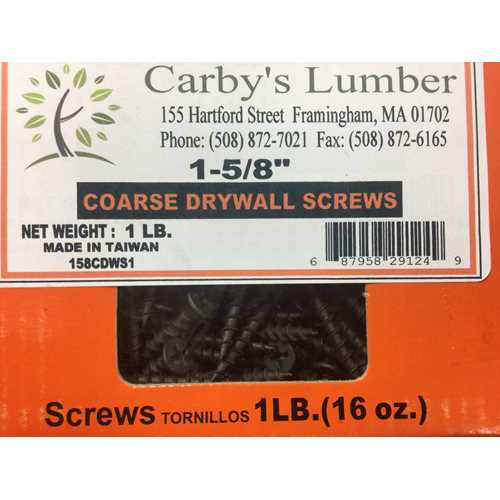 Carby's Lumber
155 Hartford Street Framingham, MA 01702
Phone: (508) 872-7021 Fax: (508) 872-6165
1-5/8"
COARSE DRYWALL SCREWS
NET WEIGHT: 1 LB.
MADE IN TAIWAN
158CDWS1
6 87958 29124 9
Screws TORNILLOS 1LB.(16 oz.)